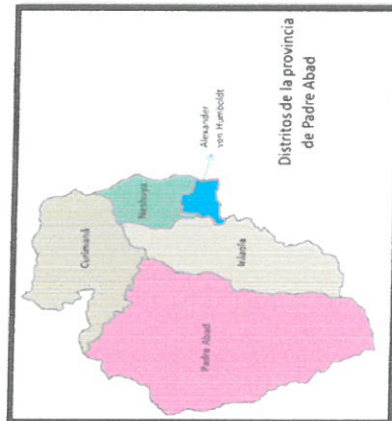 Curimaná
Neshuya
Alexander
von Humboldt
Irazola
Padre Abad
Distritos de la provincia
de Padre Abad